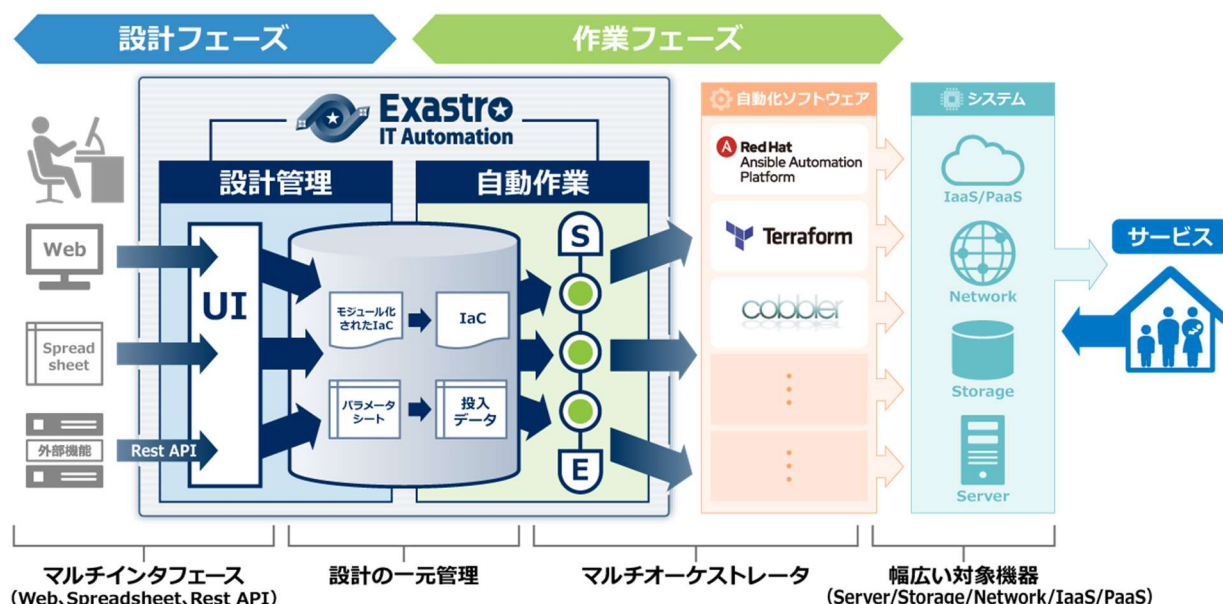 設計フェーズ
作業フェーズ
Exastro
IT Automation
設計管理
自動作業
自動化ソフトウェア
システム
Web
Spread
sheet
外部機能
Rest API
UI
モジュール化
されたIaC
IaC
パラメータ
シート
投入
データ
S
E
A
Red Hat
Ansible Automation
Platform
Terraform
cobbler
IaaS/PaaS
Network
Storage
Server
サービス
マルチインタフェース
(Web、Spreadsheet、Rest API)
設計の一元管理
マルチオーケストレータ
幅広い対象機器
(Server/Storage/Network/IaaS/PaaS)